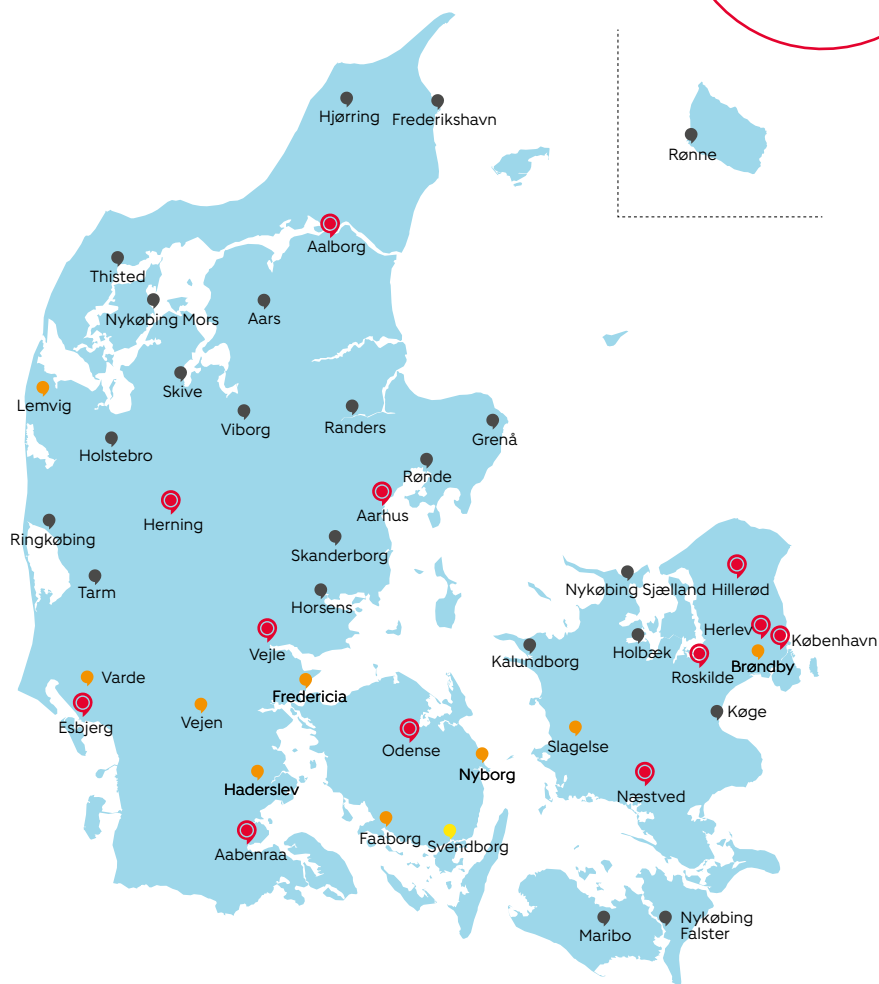 Hjørring
Frederikshavn
Rønne
Aalborg
Thisted
Nykøbing Mors
Aars
Skive
Lemvig
Viborg
Randers
Grenå
Holstebro
Rønde
Herning
Aarhus
Ringkøbing
Skanderborg
Tarm
Horsens
Nykøbing Sjælland
Hillerød
Vejle
Herlev
København
Kalundborg
Holbæk
Roskilde
Brøndby
Varde
Fredericia
Esbjerg
Vejen
Køge
Odense
Slagelse
Nyborg
Haderslev
Næstved
Faaborg
Svendborg
Aabenraa
Maribo
Nykøbing
Falster